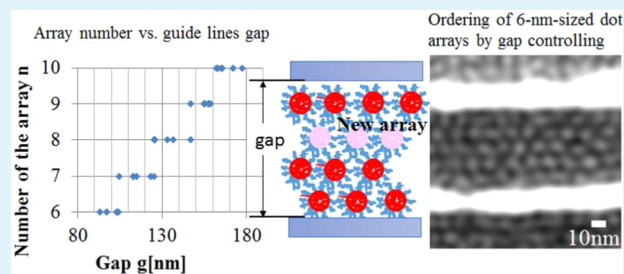 Array number vs. guide lines gap
Number of the array n
10
9
8
7
6
80
130
180
Gap g[nm]
gap
New array
Ordering of 6-nm-sized dot
arrays by gap controlling
10nm